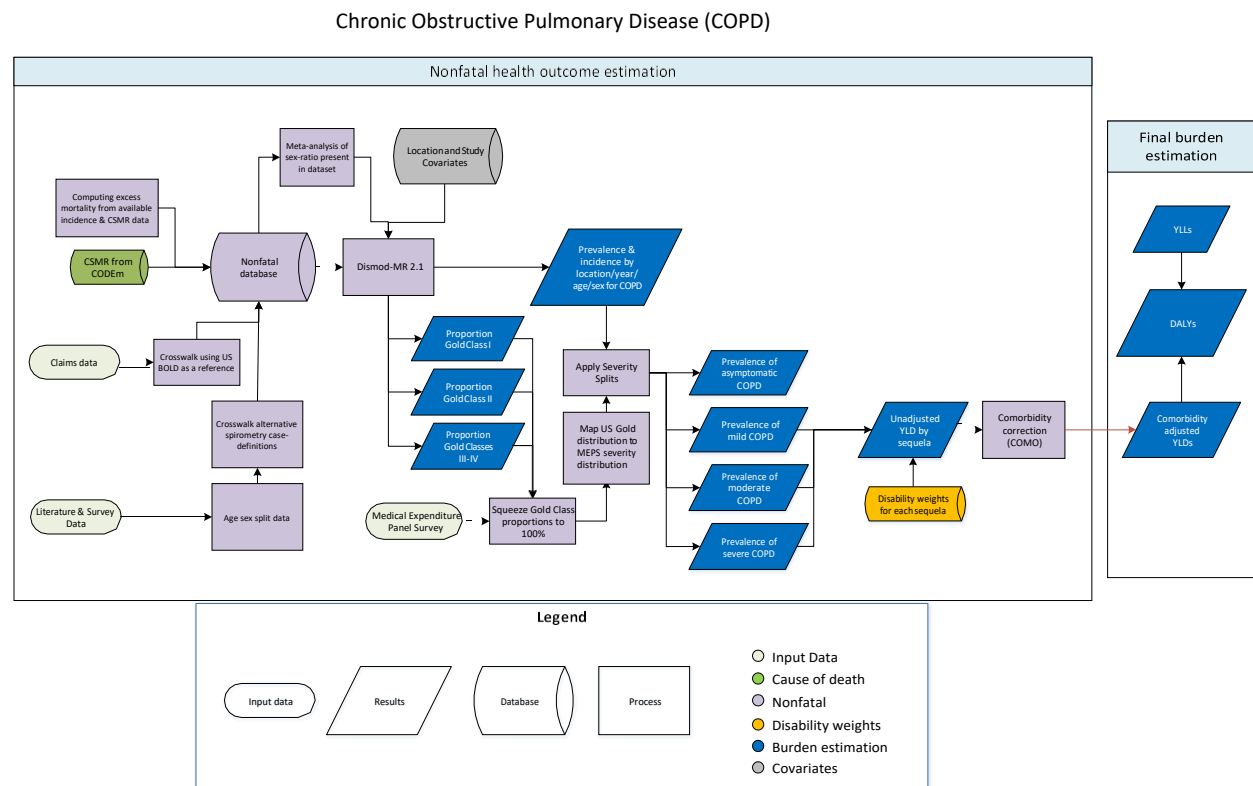 Chronic Obstructive Pulmonary Disease (COPD)
Nonfatal health outcome estimation
Final burden
estimation
Meta-analysis of
sex-ratio present
in dataset
Location and Study
Covariates
Computing excess
mortality from available
incidence & CSMR data
CSMR from
CODEm
Nonfatal
database
Dismod-MR 2.1
Prevalence &
incidence by
location/year/
age/sex for COPD
YLLs
DALYs
Claims data
Crosswalk using US
BOLD as a reference
Proportion
Gold Class I
Proportion
Gold Class II
Proportion
Gold Classes
III-IV
Apply Severity
Splits
Prevalence of
asymptomatic
COPD
Crosswalk alternative
spirometry case-
definitions
Map US Gold
distribution to
MEPS severity
distribution
Prevalence of
mild COPD
Unadjusted
YLD by
sequela
Comorbidity
correction
(COMO)
Comorbidity
adjusted YLDs
Prevalence of
moderate
COPD
Disability weights
for each sequela
Literature & Survey
Data
Age sex split data
Medical Expenditure
Panel Survey
Squeeze Gold Class
proportions to
100%
Prevalence of
severe COPD
Legend
Input data
Results
Database
Process
Input Data
Cause of death
Nonfatal
Disability weights
Burden estimation
Covariates